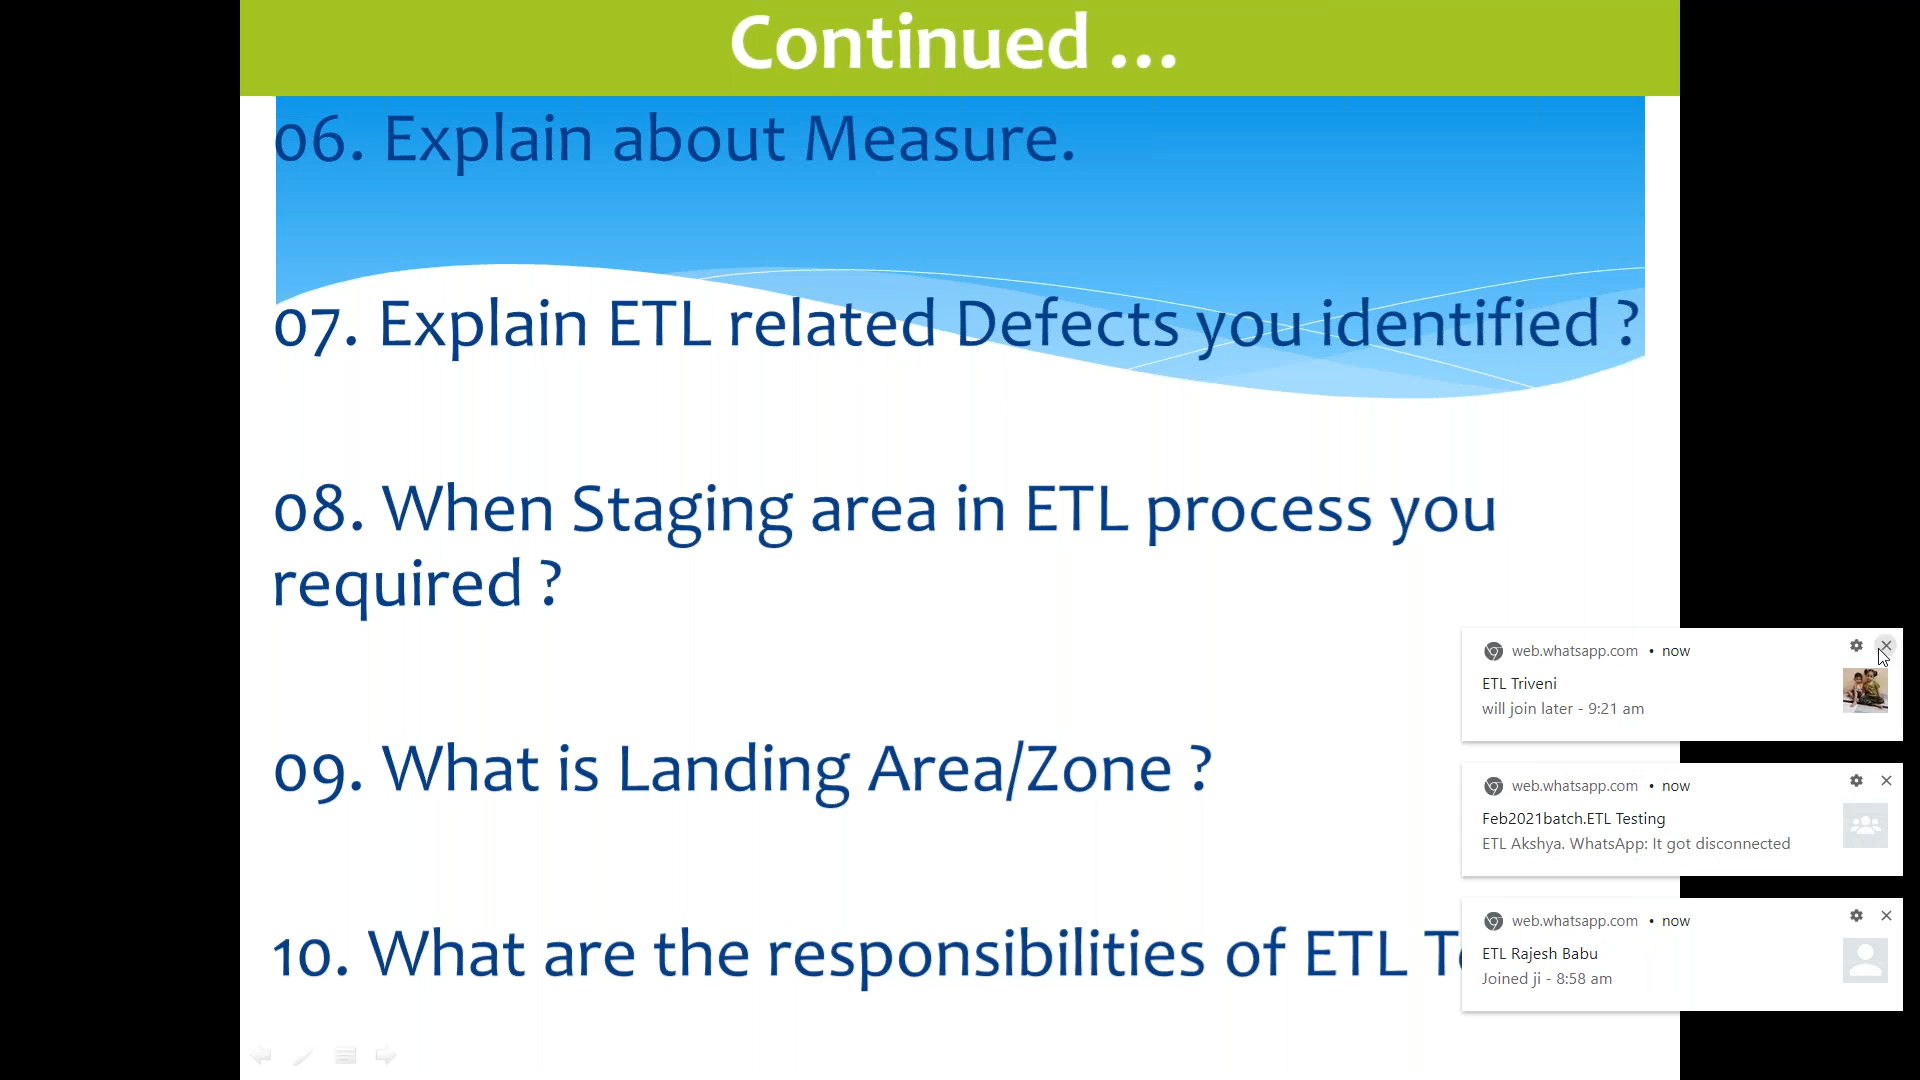 Continued ...
06. Explain about Measure.
07. Explain ETL related Defects you identified ?
08. When Staging area in ETL process you
required ?
09. What is Landing Area/Zone ?
10. What are the responsibilities of ETL
web.whatsapp.com • now
ETL Triveni
will join later - 9:21 am
web.whatsapp.com • now
Feb2021batch.ETL Testing
ETL Akshya. WhatsApp: It got disconnected
web.whatsapp.com • now
ETL Rajesh Babu
Joined ji - 8:58 am